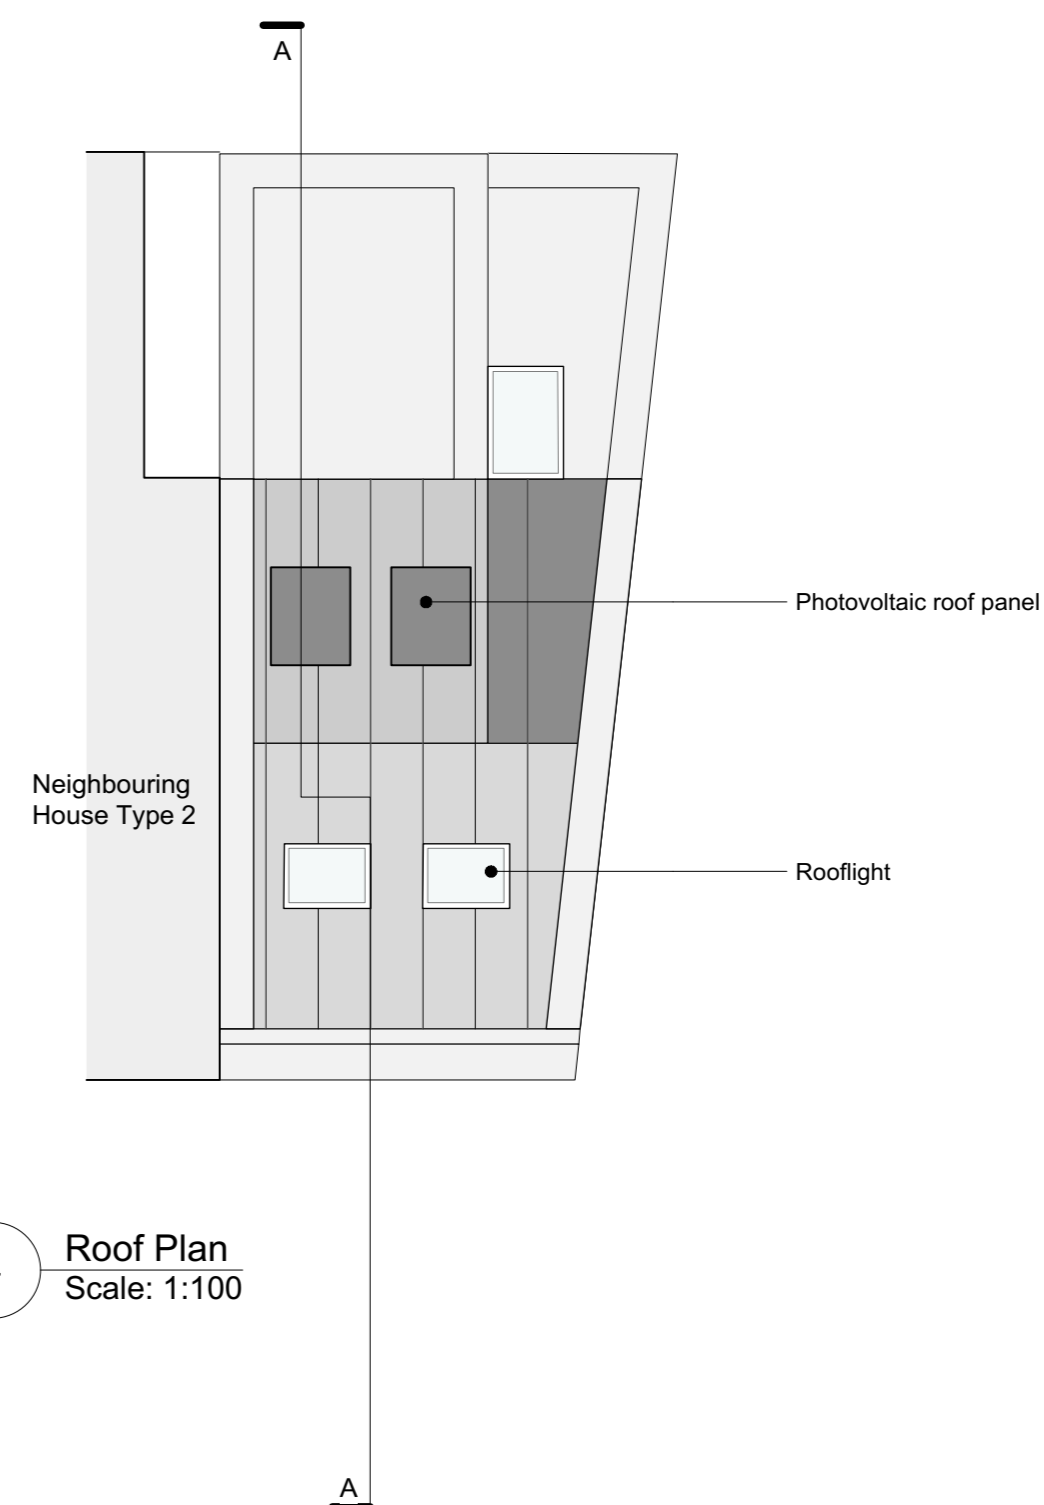 A
Photovoltaic roof panel
Neighbouring
House Type 2
Rooflight
Roof Plan
Scale: 1:100
A